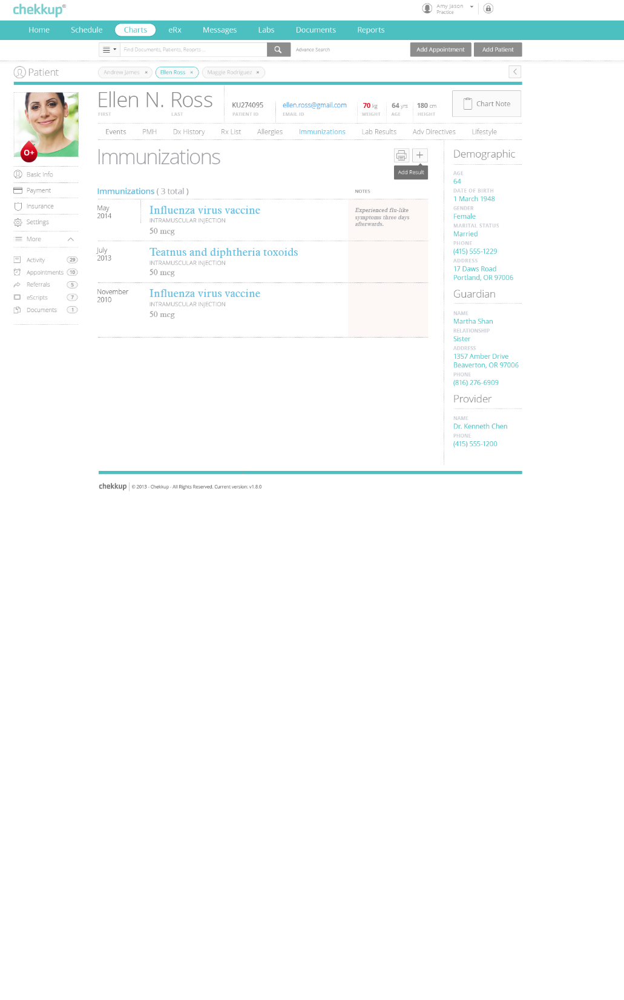 chekkup®
Amy Jason
Practice
Home Schedule Charts eRx Messages Labs Documents Reports
Find Documents, Patients, Reaprts ...
Advance Search
Add Appointment
Add Patient
Patient
Andrew James ×
Ellen Ross ×
Maggie Rodriguez ×
Ellen N. Ross
FIRST LAST
KU274095
PATIENT ID
ellen.ross@gmail.com
EMAIL ID
70 kg
WEIGHT
64 yrs
AGE
180 cm
HEIGHT
Chart Note
O+
Events PMH Dx History Rx List Allergies Immunizations Lab Results Adv Directives Lifestyle
Basic Info
Payment
Insurance
Settings
More
Activity 29
Appointments 10
Referrals 5
eScripts 7
Documents 1
Immunizations
Add Result
Immunizations ( 3 total )
NOTES
May
2014
Influenza virus vaccine
INTRAMUSCULAR INJECTION
50 mcg
Experienced flu-like
symptoms three days
afterwards.
July
2013
Teatnus and diphtheria toxoids
INTRAMUSCULAR INJECTION
50 mcg
November
2010
Influenza virus vaccine
INTRAMUSCULAR INJECTION
50 mcg
Demographic
AGE
64
DATE OF BIRTH
1 March 1948
GENDER
Female
MARITAL STATUS
Married
PHONE
(415) 555-1229
ADDRESS
17 Daws Road
Portland, OR 97006
Guardian
NAME
Martha Shan
RELATIONSHIP
Sister
ADDRESS
1357 Amber Drive
Beaverton, OR 97006
PHONE
(816) 276-6909
Provider
NAME
Dr. Kenneth Chen
PHONE
(415) 555-1200
chekkup
© 2013 - Chekkup - All Rights Reserved. Current version: v1.8.0